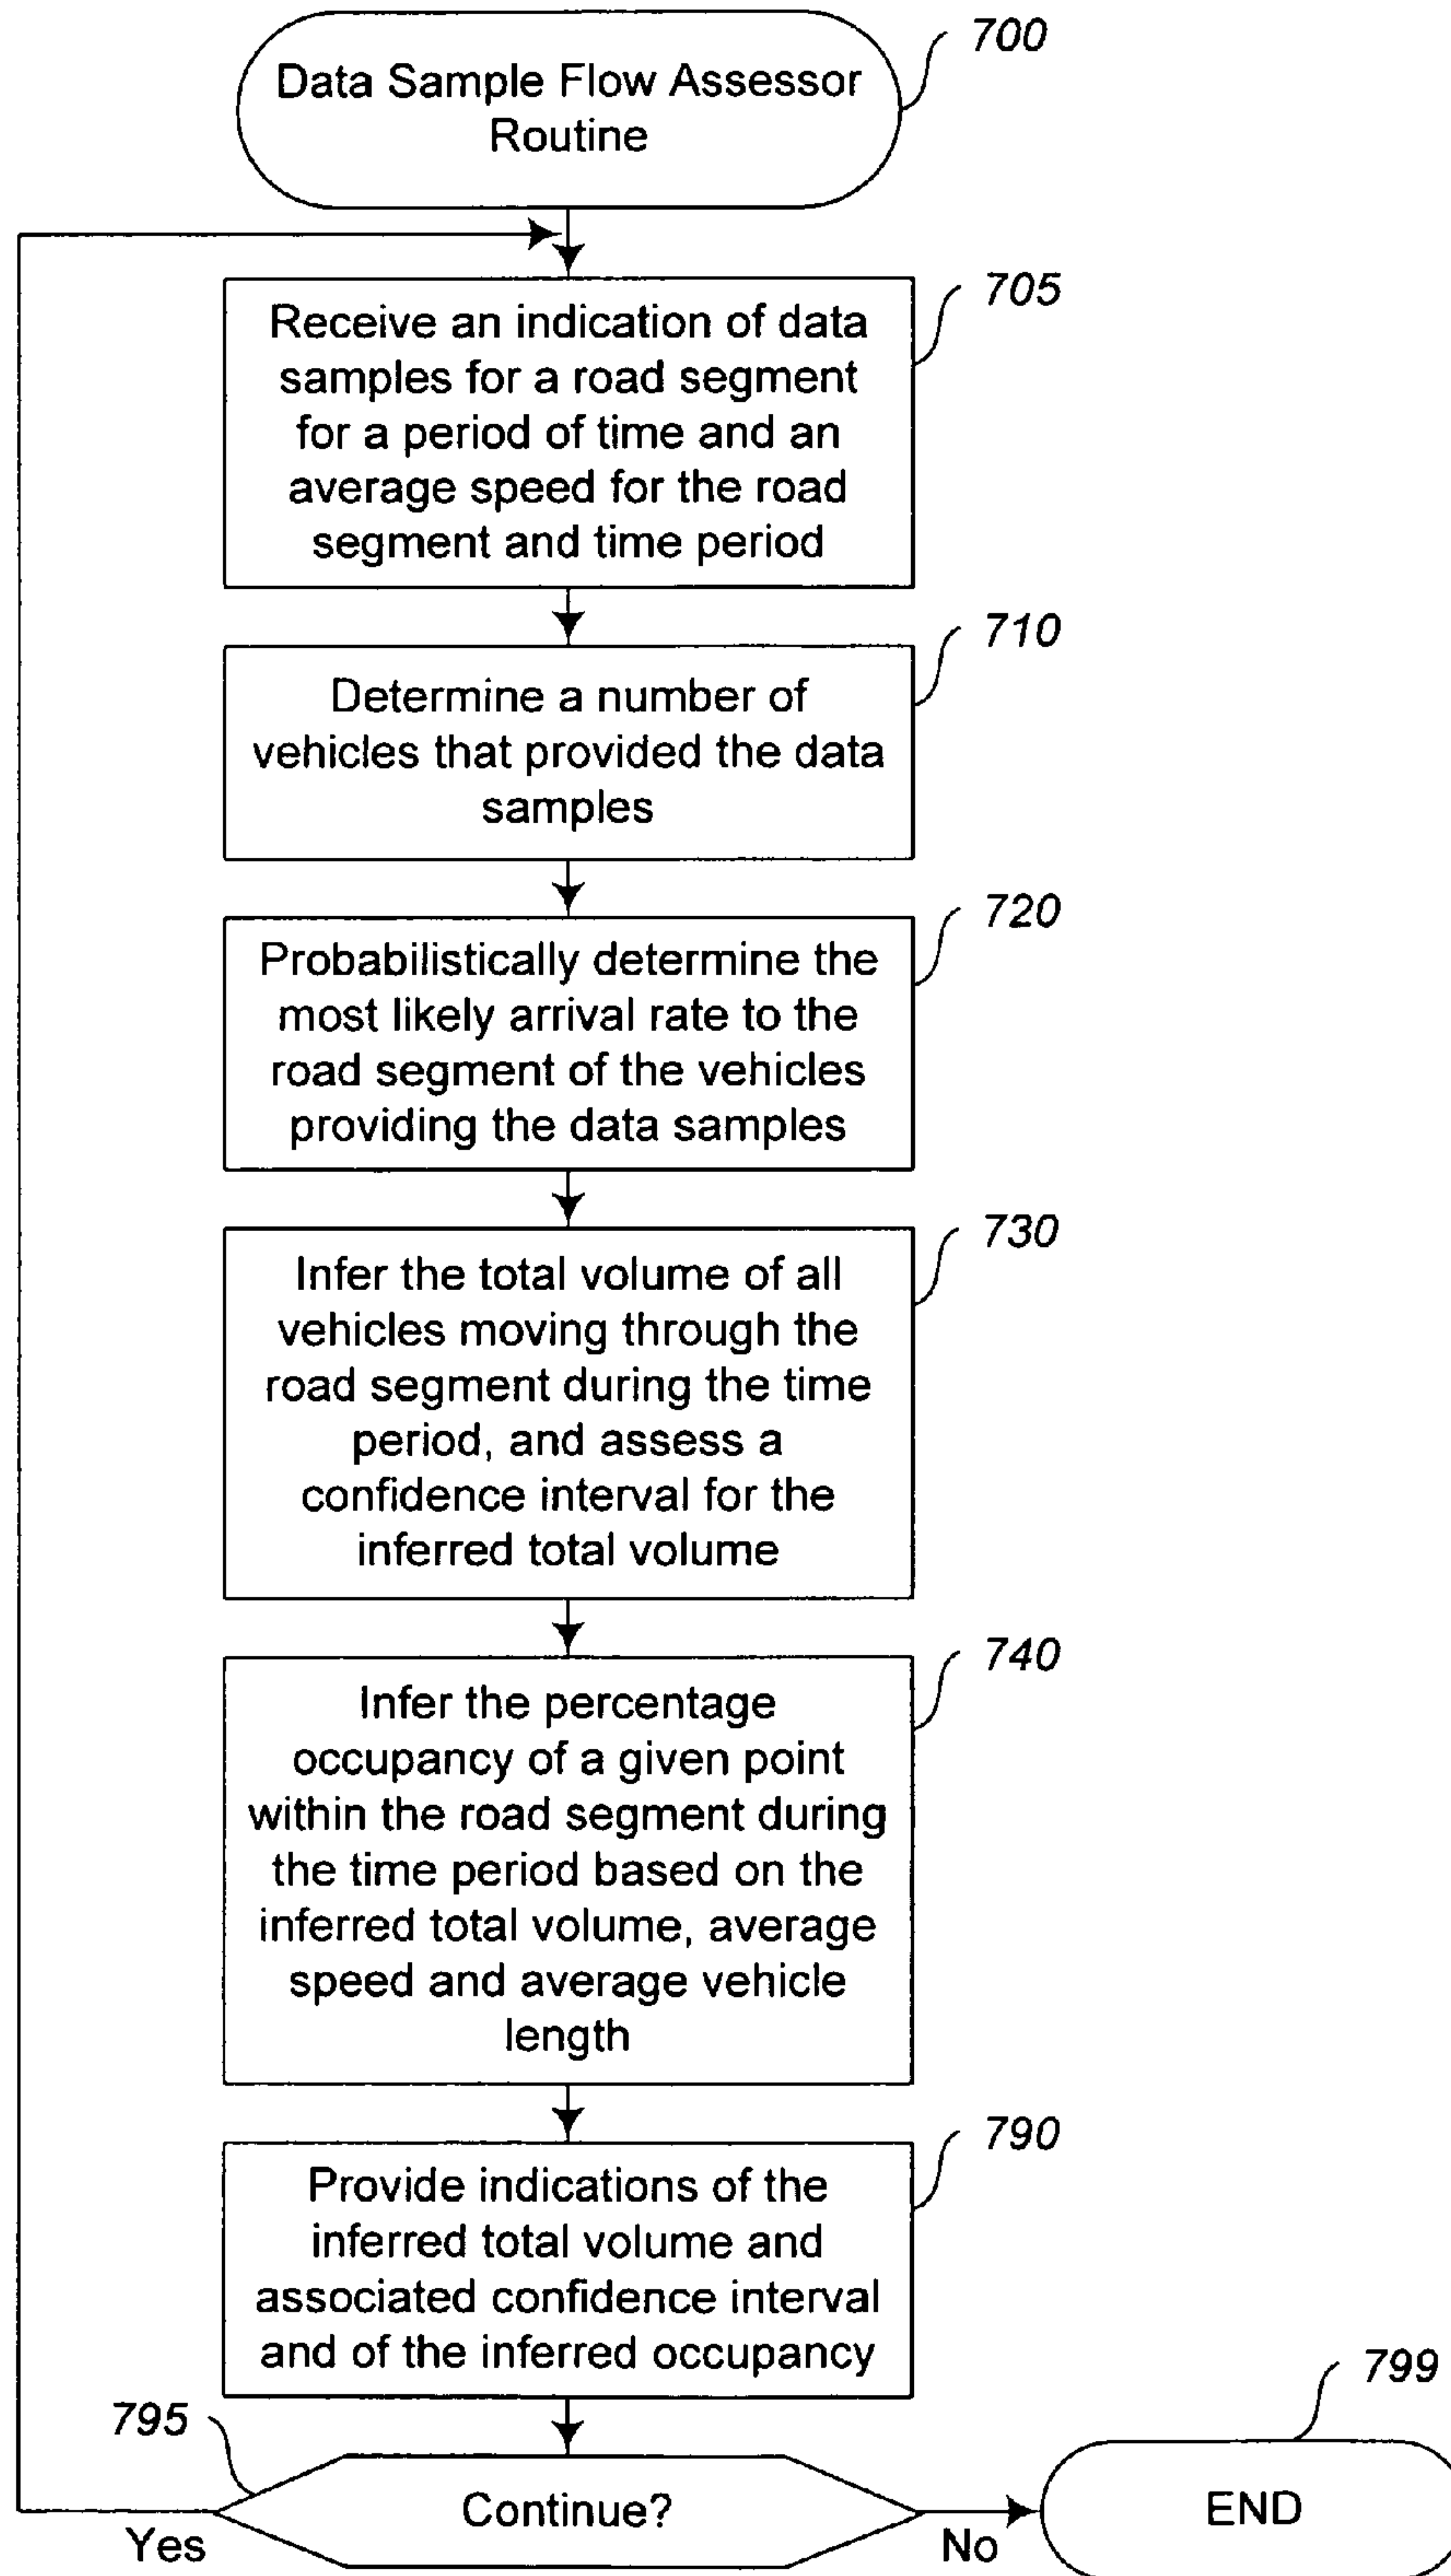 Data Sample Flow Assessor
Routine
700
Receive an indication of data
samples for a road segment
for a period of time and an
average speed for the road
segment and time period
705
Determine a number of
vehicles that provided the data
samples
710
Probabilistically determine the
most likely arrival rate to the
road segment of the vehicles
providing the data samples
720
Infer the total volume of all
vehicles moving through the
road segment during the time
period, and assess a
confidence interval for the
inferred total volume
730
Infer the percentage
occupancy of a given point
within the road segment during
the time period based on the
inferred total volume, average
speed and average vehicle
length
740
Provide indications of the
inferred total volume and
associated confidence interval
and of the inferred occupancy
790
795
Continue?
Yes
No
END
799